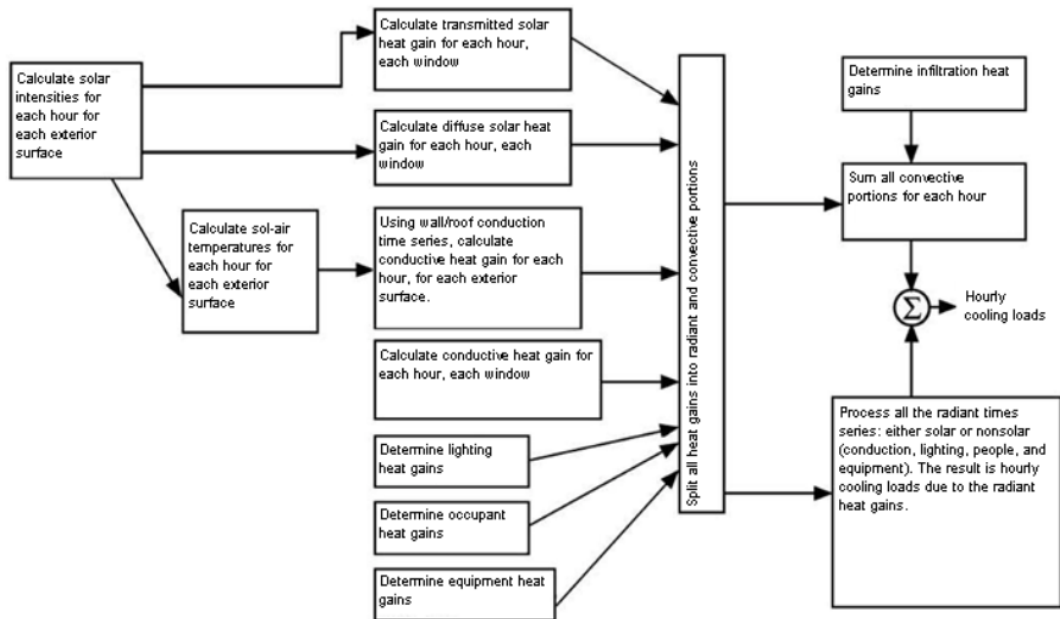 Calculate solar
intensities for
each hour for
each exterior
surface
Calculate transmitted solar
heat gain for each hour,
each window
Calculate diffuse solar heat
gain for each hour, each
window
Calculate sol-air
temperatures for
each hour for
each exterior
surface
Using wall/roof conduction
time series, calculate
conductive heat gain for each
hour, for each exterior
surface.
Calculate conductive heat gain for
each hour, each window
Determine lighting
heat gains
Determine occupant
heat gains
Determine equipment heat
gains
Split all heat gains into radiant and convective portions
Determine infiltration heat
gains
Sum all convective
portions for each hour
Σ
Hourly
cooling loads
Process all the radiant times
series: either solar or nonsolar
(conduction, lighting, people, and
equipment). The result is hourly
cooling loads due to the radiant
heat gains.